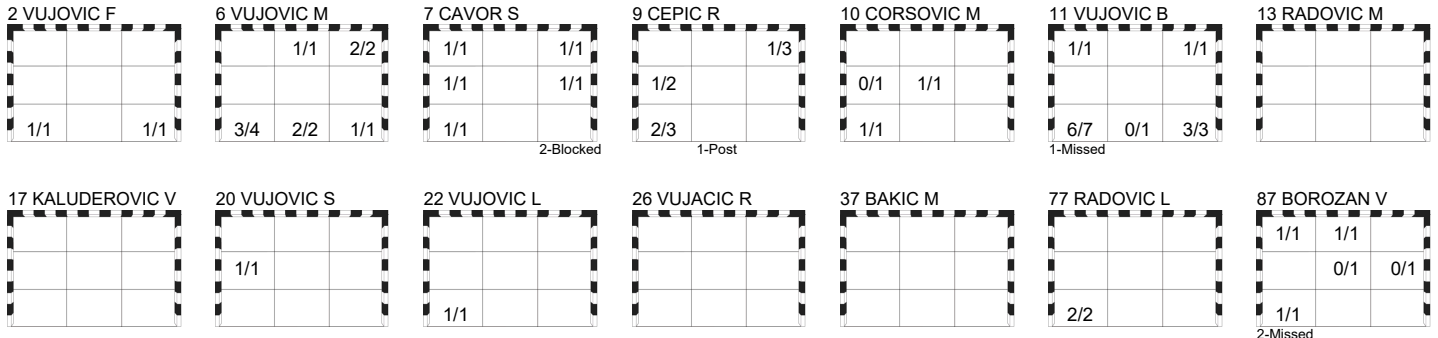 2 VUJOVIC F 6 VUJOVIC M 7 CAVOR S 9 CEPIC R 10 CORSOVIC M 11 VUJOVIC B 13 RADOVIC M
1/1 2/2 1/1 1/1 1/3 1/1 1/1
1/1 1/1 1/2 0/1 1/1
1/1 1/1 3/4 2/2 1/1 1/1 2/3 1/1 6/7 0/1 3/3
2-Blocked 1-Post 1-Missed
17 KALUDEROVIC V 20 VUJOVIC S 22 VUJOVIC L 26 VUJACIC R 37 BAKIC M 77 RADOVIC L 87 BOROZAN V
1/1 1/1
1/1 0/1 0/1
1/1 2/2 1/1
2-Missed